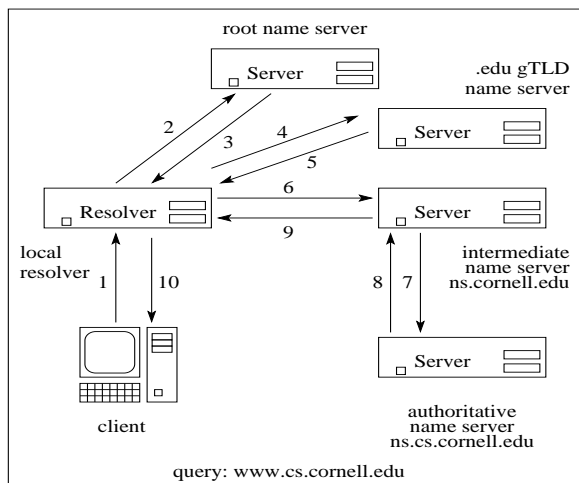 root name server
Server
.edu gTLD
name server
2
3
4
5
Server
Resolver
6
9
Server
local
resolver
1
10
8
7
intermediate
name server
ns.cornell.edu
Server
client
authoritative
name server
ns.cs.cornell.edu
query: www.cs.cornell.edu